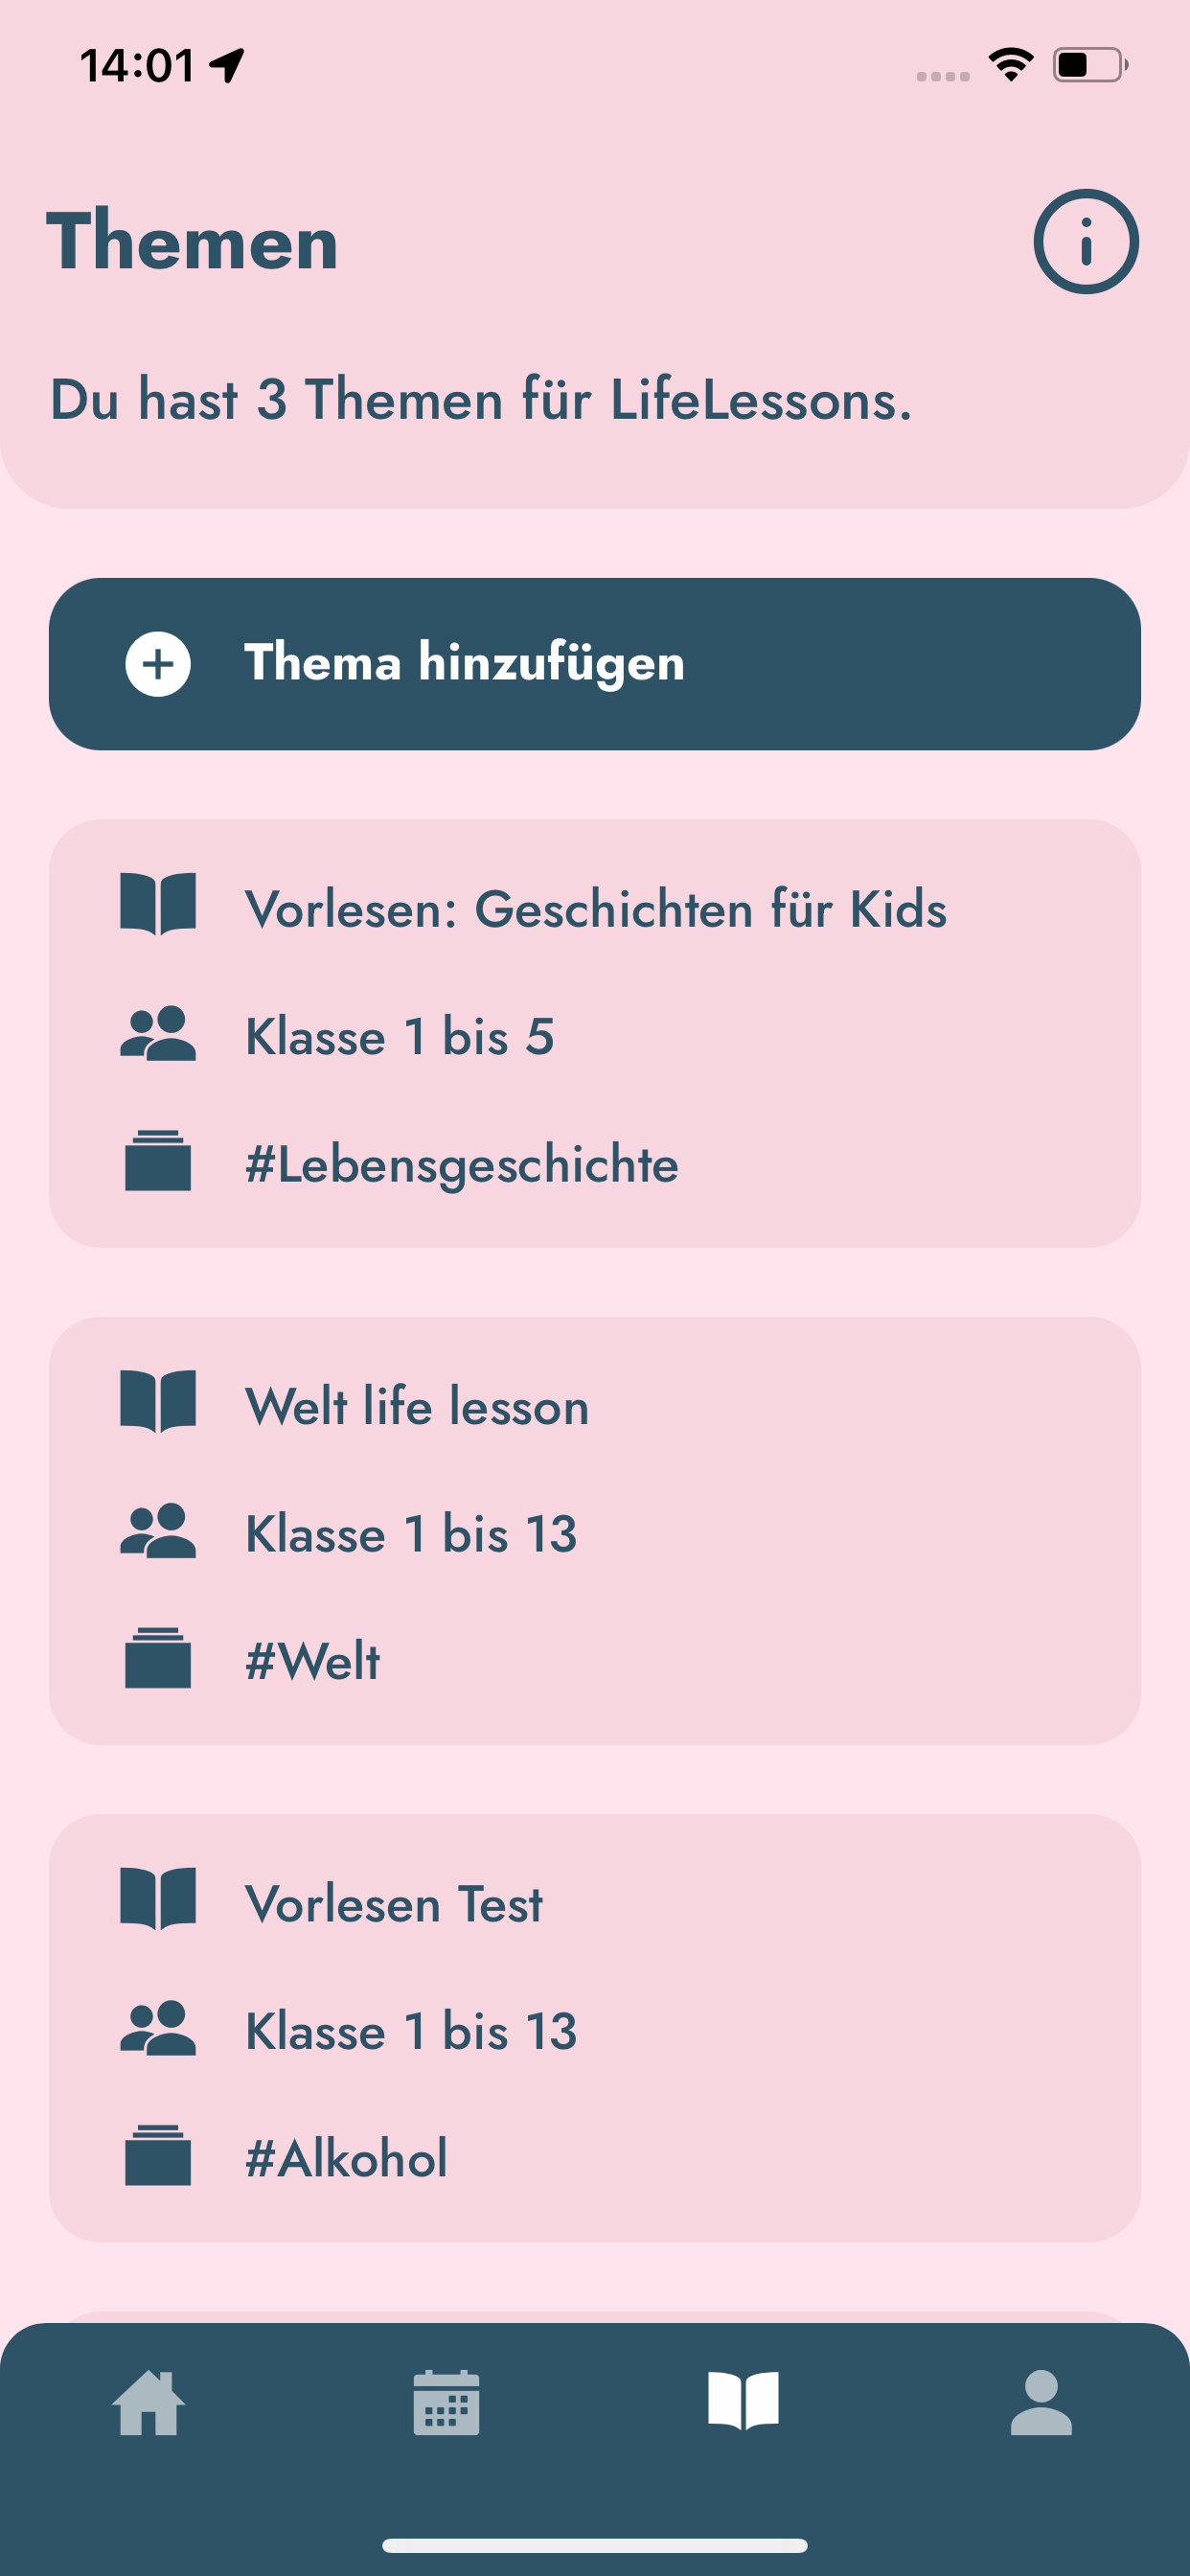 14:01
Themen
Du hast 3 Themen für LifeLessons.
Thema hinzufügen
Vorlesen: Geschichten für Kids
Klasse 1 bis 5
#Lebensgeschichte
Welt life lesson
Klasse 1 bis 13
#Welt
Vorlesen Test
Klasse 1 bis 13
#Alkohol